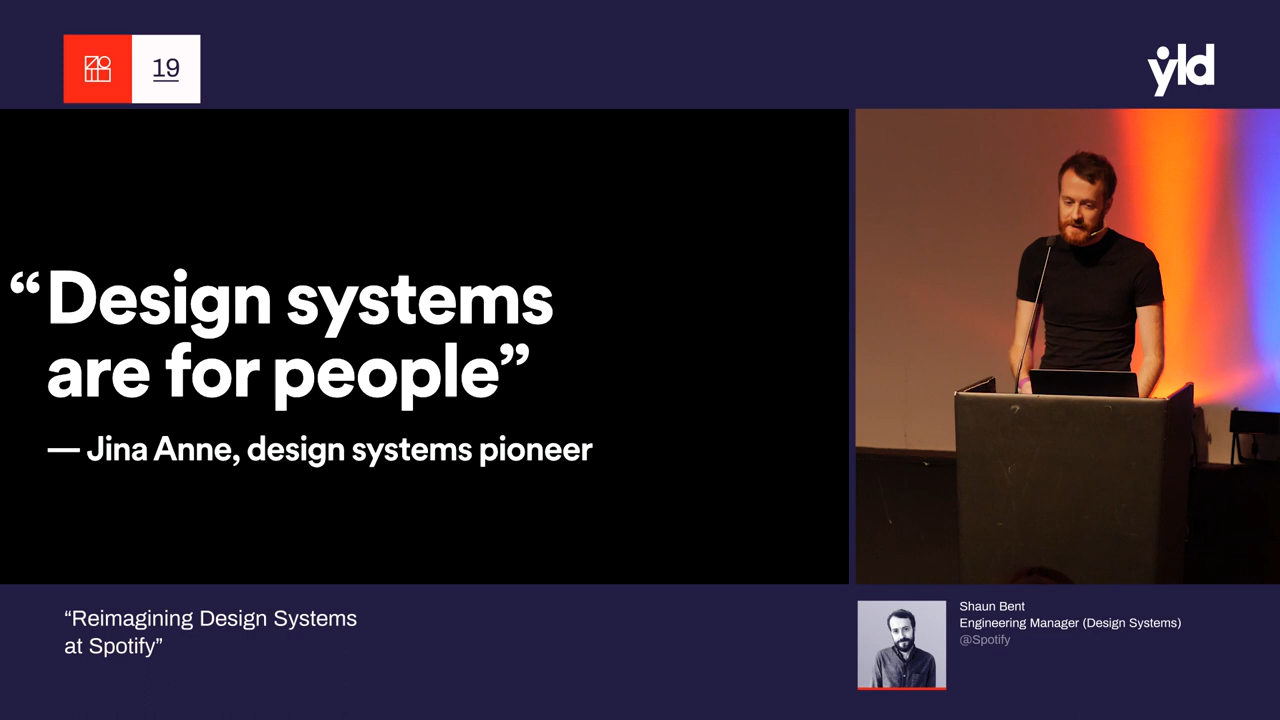 19
yld
“Design systems
are for people”
— Jina Anne, design systems pioneer
“Reimagining Design Systems
at Spotify”
Shaun Bent
Engineering Manager (Design Systems)
@Spotify